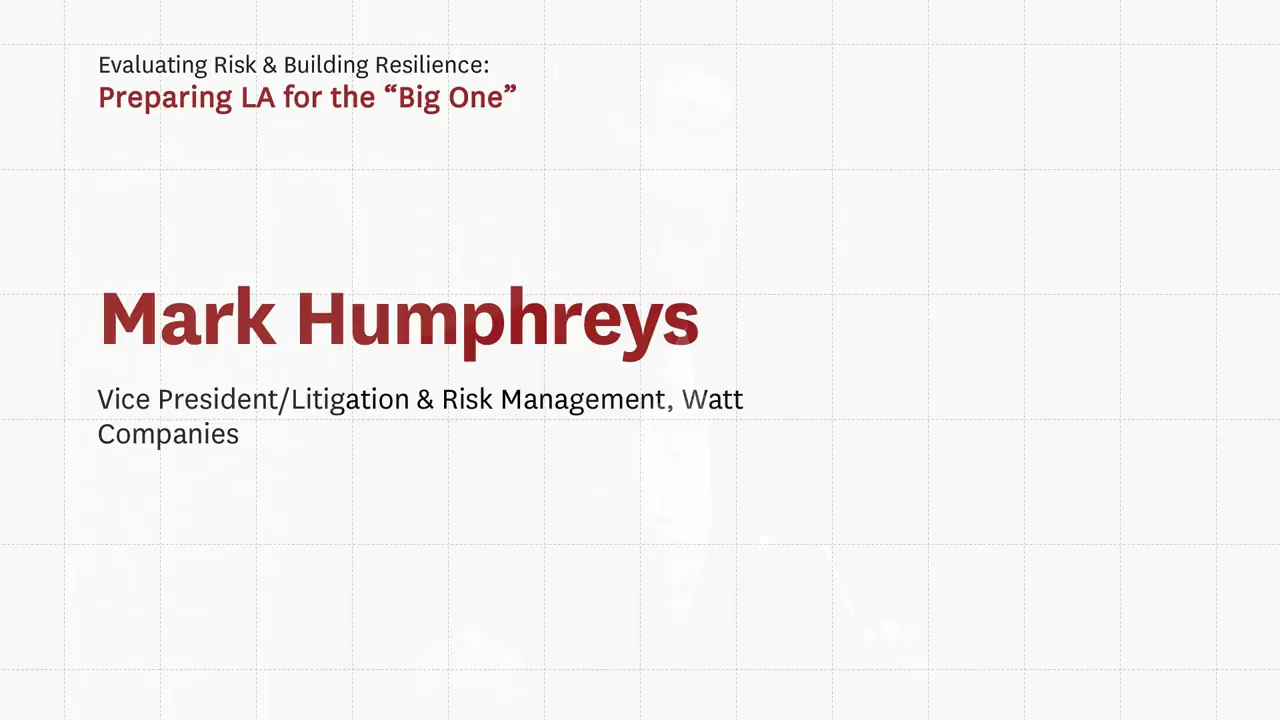 Evaluating Risk & Building Resilience:
Preparing LA for the “Big One”
Mark Humphreys
Vice President/Litigation & Risk Management, Watt
Companies